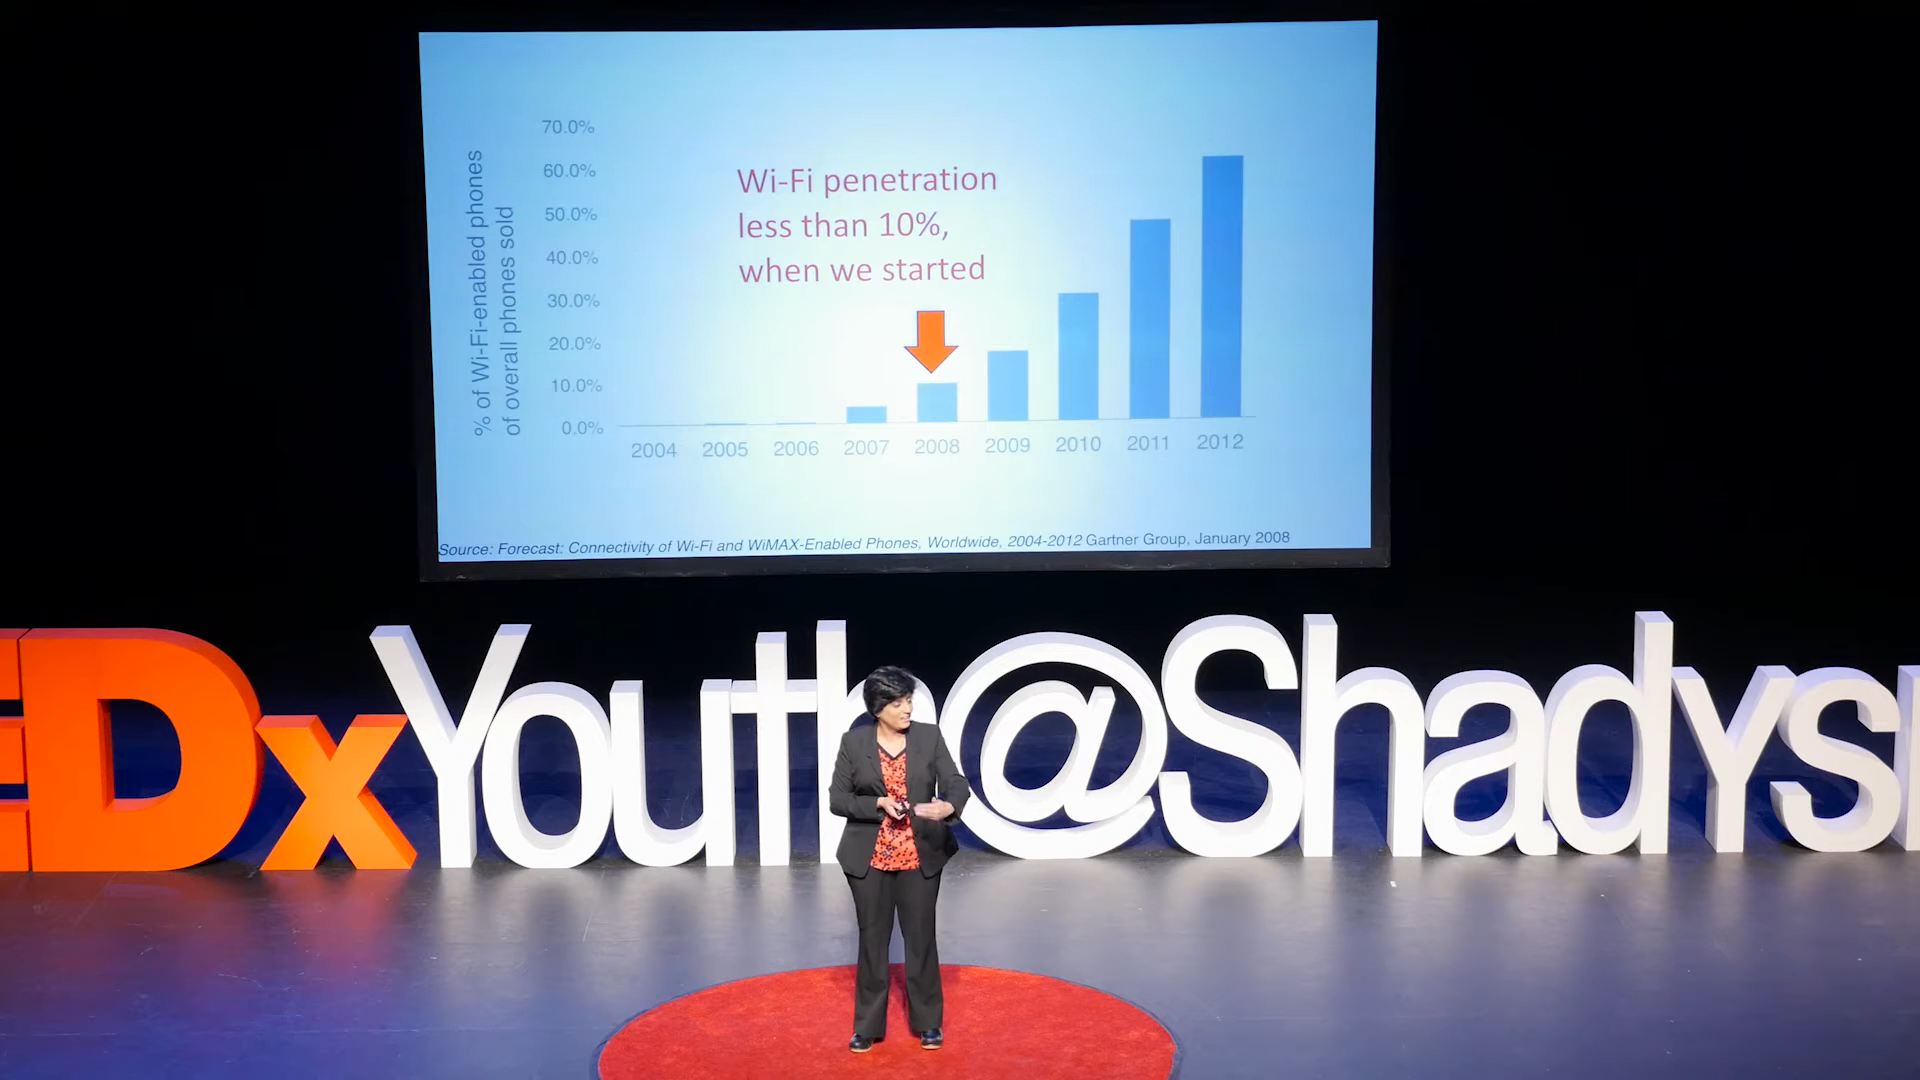 70.0%
60.0%
50.0%
40.0%
30.0%
20.0%
10.0%
0.0%
% of Wi-Fi-enabled phones
of overall phones sold
Wi-Fi penetration
less than 10%,
when we started
2004 2005 2006 2007 2008 2009 2010 2011 2012
Source: Forecast: Connectivity of Wi-Fi and WiMAX-Enabled Phones, Worldwide, 2004-2012 Gartner Group, January 2008
EDxYouth@Shadys